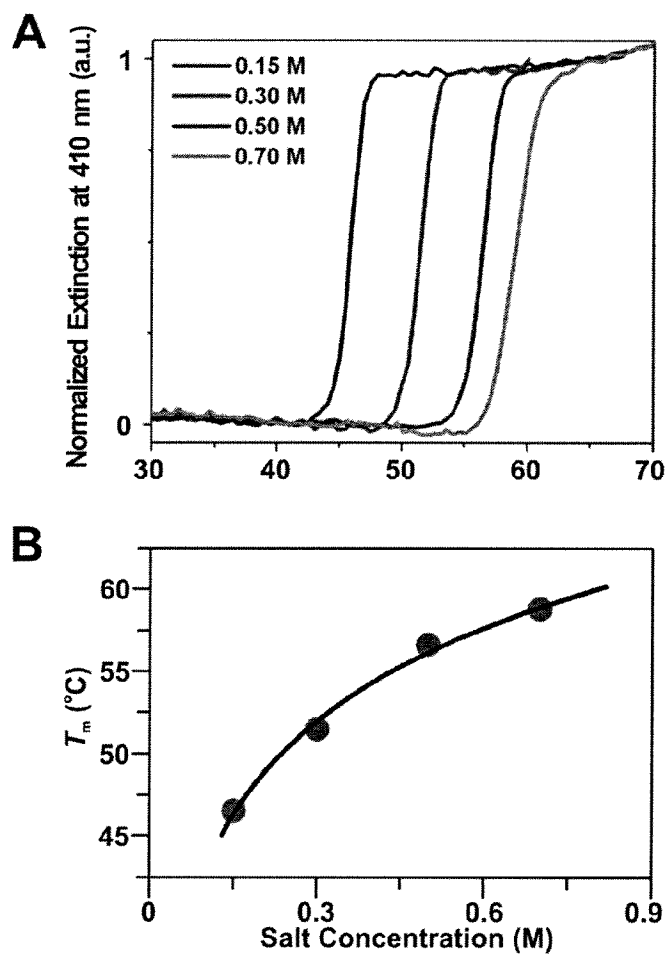 A
Normalized Extinction at 410 nm (a.u.)
1
0
0.15 M
0.30 M
0.50 M
0.70 M
30 40 50 60 70
B
Tm (°C)
60
55
50
45
0 0.3 0.6 0.9
Salt Concentration (M)